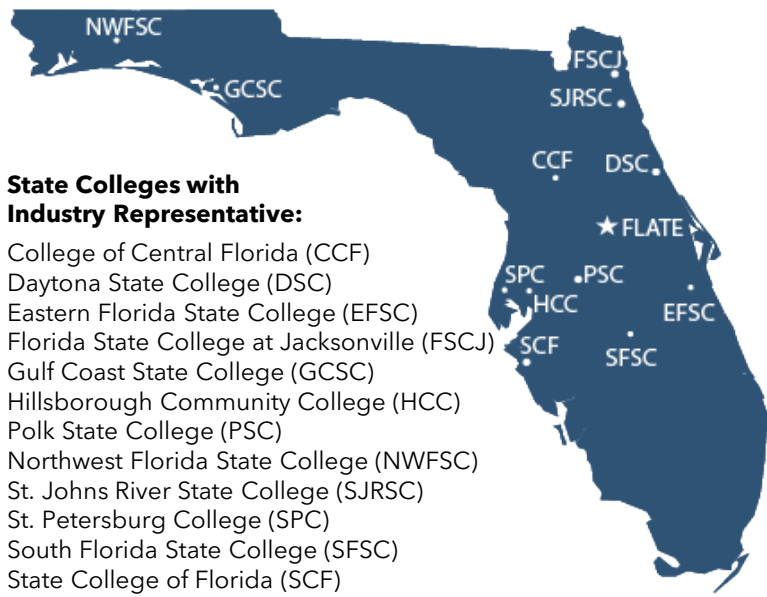 NWFSC
GCSC
FSCJ
SJRSC
CCF
DSC
FLATE
SPC
PSC
HCC
EFSC
SCF
SFSC
State Colleges with
Industry Representative:
College of Central Florida (CCF)
Daytona State College (DSC)
Eastern Florida State College (EFSC)
Florida State College at Jacksonville (FSCJ)
Gulf Coast State College (GCSC)
Hillsborough Community College (HCC)
Polk State College (PSC)
Northwest Florida State College (NWFSC)
St. Johns River State College (SJRSC)
St. Petersburg College (SPC)
South Florida State College (SFSC)
State College of Florida (SCF)